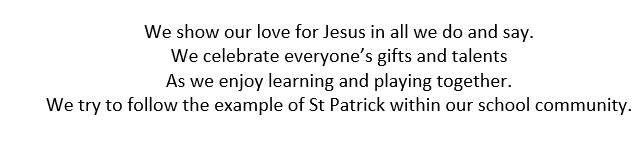 We show our love for Jesus in all we do and say.
We celebrate everyone’s gifts and talents
As we enjoy learning and playing together.
We try to follow the example of St Patrick within our school community.